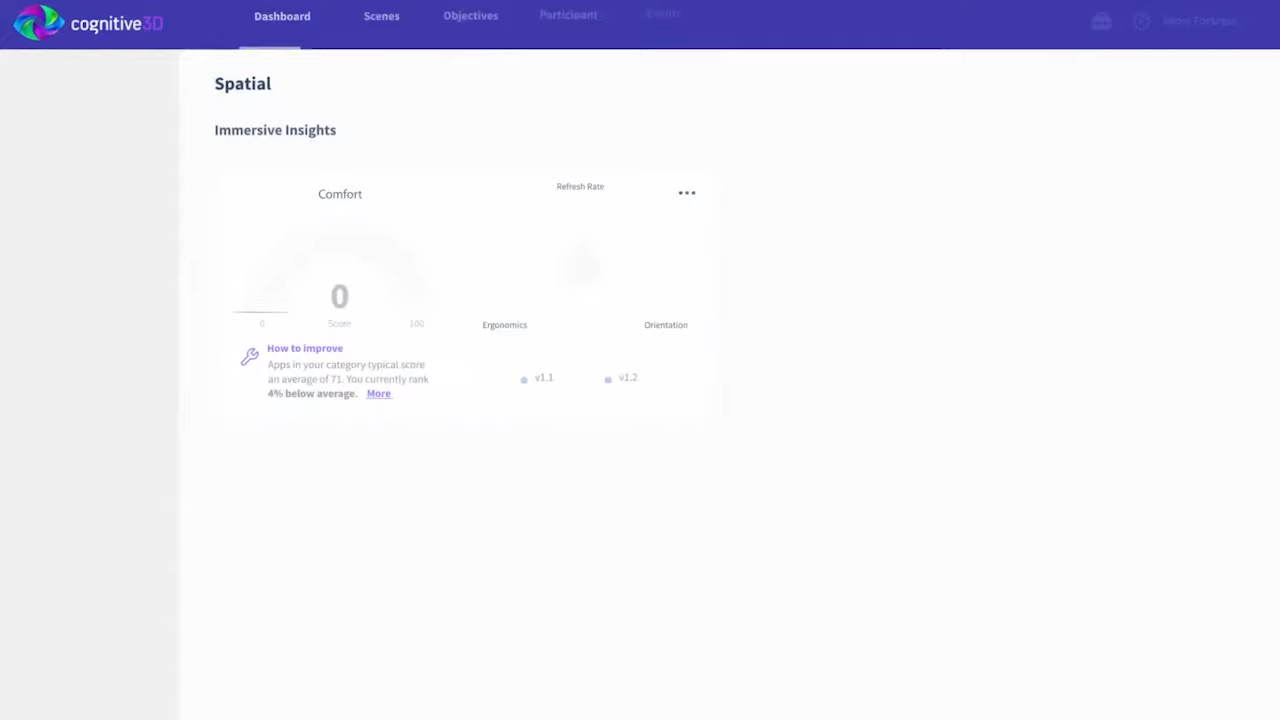 cognitive3D
Dashboard
Scenes
Objectives
Participant
Spatial
Immersive Insights
Comfort
Refresh Rate
0
0
Score
100
Ergonomics
Orientation
How to improve
Apps in your category typical score
an average of 71. You currently rank
4% below average. More
v1.1
v1.2